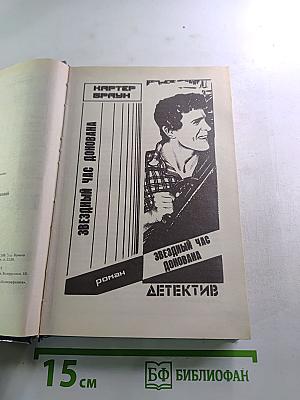 КАРТЕР
БРАУН
ЗВЕЗДНЫЙ ЧАС ДОНОВАНА
роман
ЗВЕЗДНЫЙ ЧАС
ДОНОВАНА
ДЕТЕКТИВ
15 см
БФ БИБЛИОФАН